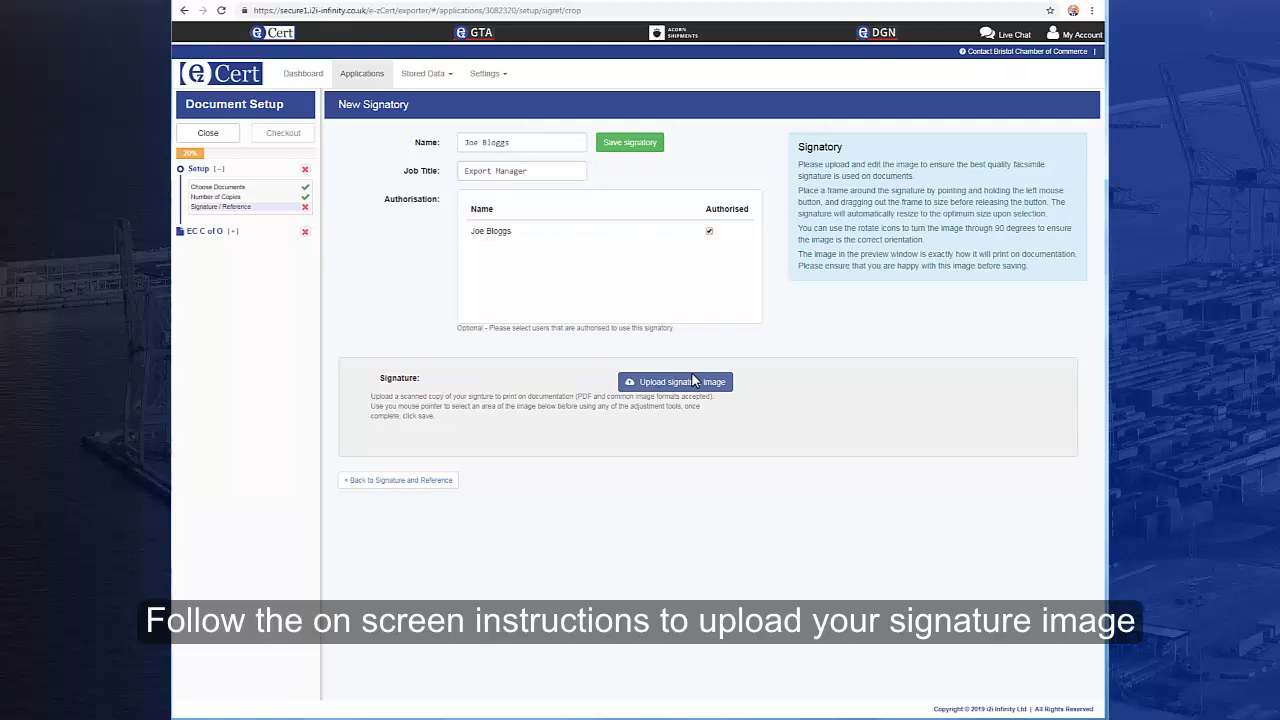 https://secure1.i2i-infinity.co.uk/e-zCert/exporter/#/applications/3082320/setup/sigref/crop
ez Cert
ez GTA
ACORN SHIPMENTS
ez DGN
Live Chat
My Account
Contact Bristol Chamber of Commerce |
ez Cert
Dashboard
Applications
Stored Data
Settings
Document Setup
New Signatory
Close
Checkout
20%
Setup [–]
Choose Documents
Number of Copies
Signature / Reference
EC C of O [+]
Name:
Joe Bloggs
Save signatory
Job Title:
Export Manager
Authorisation:
Name
Authorised
Joe Bloggs
Optional - Please select users that are authorised to use this signatory
Signatory
Please upload and edit the image to ensure the best quality facsimile
signature is used on documents.
Place a frame around the signature by pointing and holding the left mouse
button, and dragging out the frame to size before releasing the button. The
signature will automatically resize to the optimum size upon selection.
You can use the rotate icons to turn the image through 90 degrees to ensure
the image is the correct orientation.
The image in the preview window is exactly how it will print on documentation.
Please ensure that you are happy with this image before saving.
Signature:
Upload signature image
Upload a scanned copy of your signture to print on documentation (PDF and common image formats accepted).
Use you mouse pointer to select an area of the image below before using any of the adjustment tools, once
complete, click save.
< Back to Signature and Reference
Follow the on screen instructions to upload your signature image
Copyright © 2019 i2i Infinity Ltd | All Rights Reserved